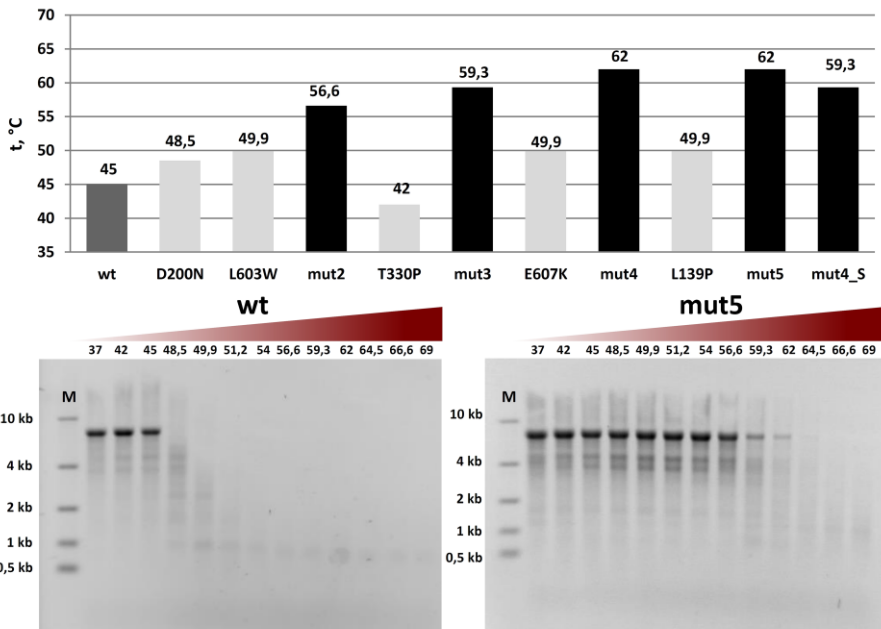 70
65
60
55
50
45
40
35
t, °C
45
48,5
49,9
56,6
42
59,3
49,9
62
49,9
62
59,3
wt D200N L603W mut2 T330P mut3 E607K mut4 L139P mut5 mut4_S
wt
37 42 45 48,5 49,9 51,2 54 56,6 59,3 62 64,5 66,6 69
M
10 kb
4 kb
2 kb
1 kb
0,5 kb
mut5
37 42 45 48,5 49,9 51,2 54 56,6 59,3 62 64,5 66,6 69
M
10 kb
4 kb
2 kb
1 kb
0,5 kb